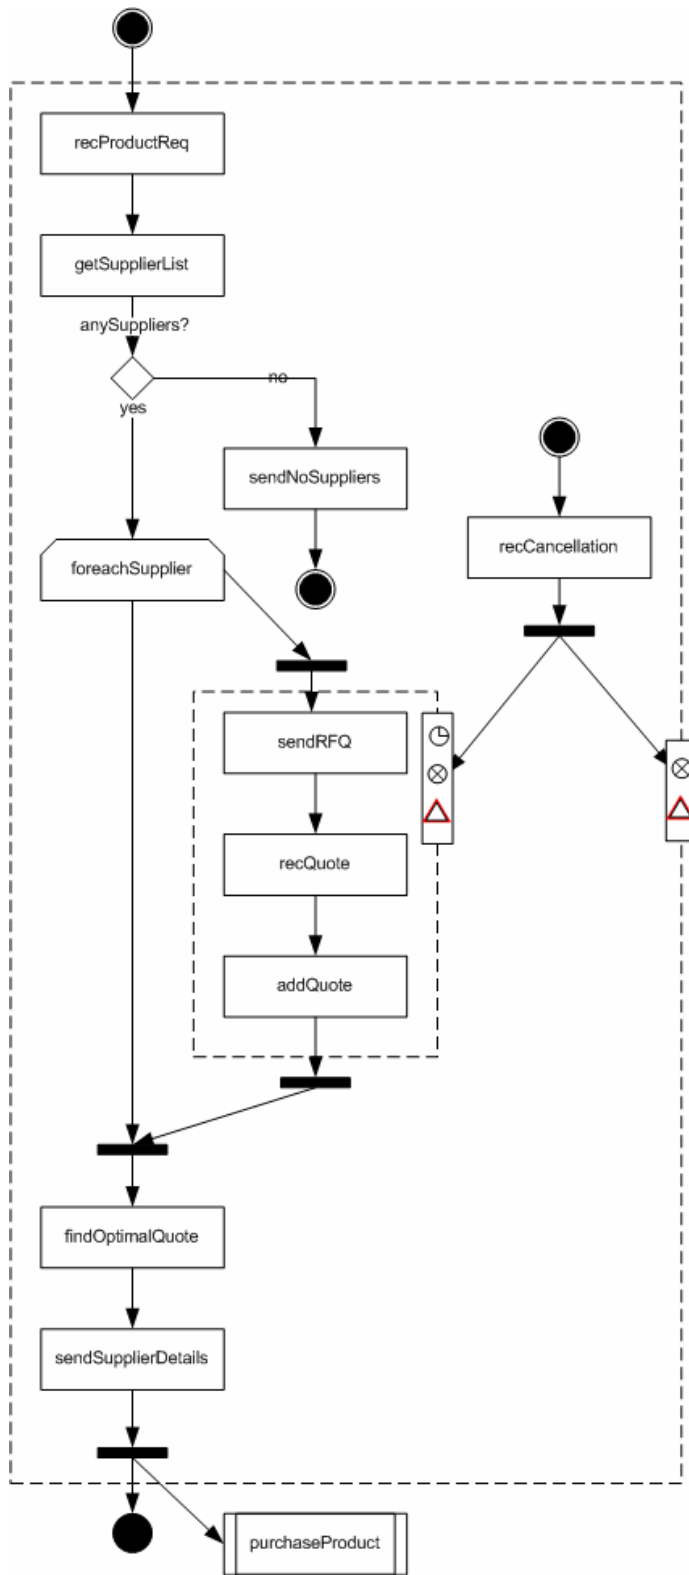 recProductReq
getSupplierList
anySuppliers?
no
yes
sendNoSuppliers
recCancellation
foreachSupplier
sendRFQ
recQuote
addQuote
findOptimalQuote
sendSupplierDetails
purchaseProduct